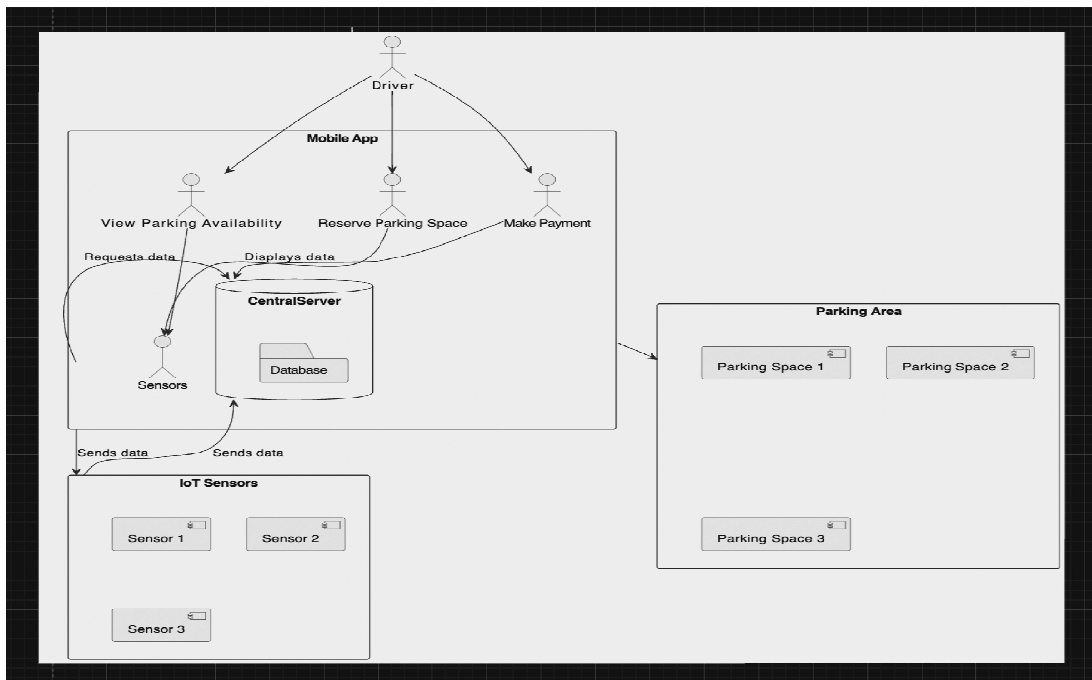 Driver
Mobile App
View Parking Availability
Reserve Parking Space
Make Payment
Requests data
Displays data
CentralServer
Database
Sensors
Parking Area
Parking Space 1
Parking Space 2
Parking Space 3
Sends data
Sends data
IoT Sensors
Sensor 1
Sensor 2
Sensor 3